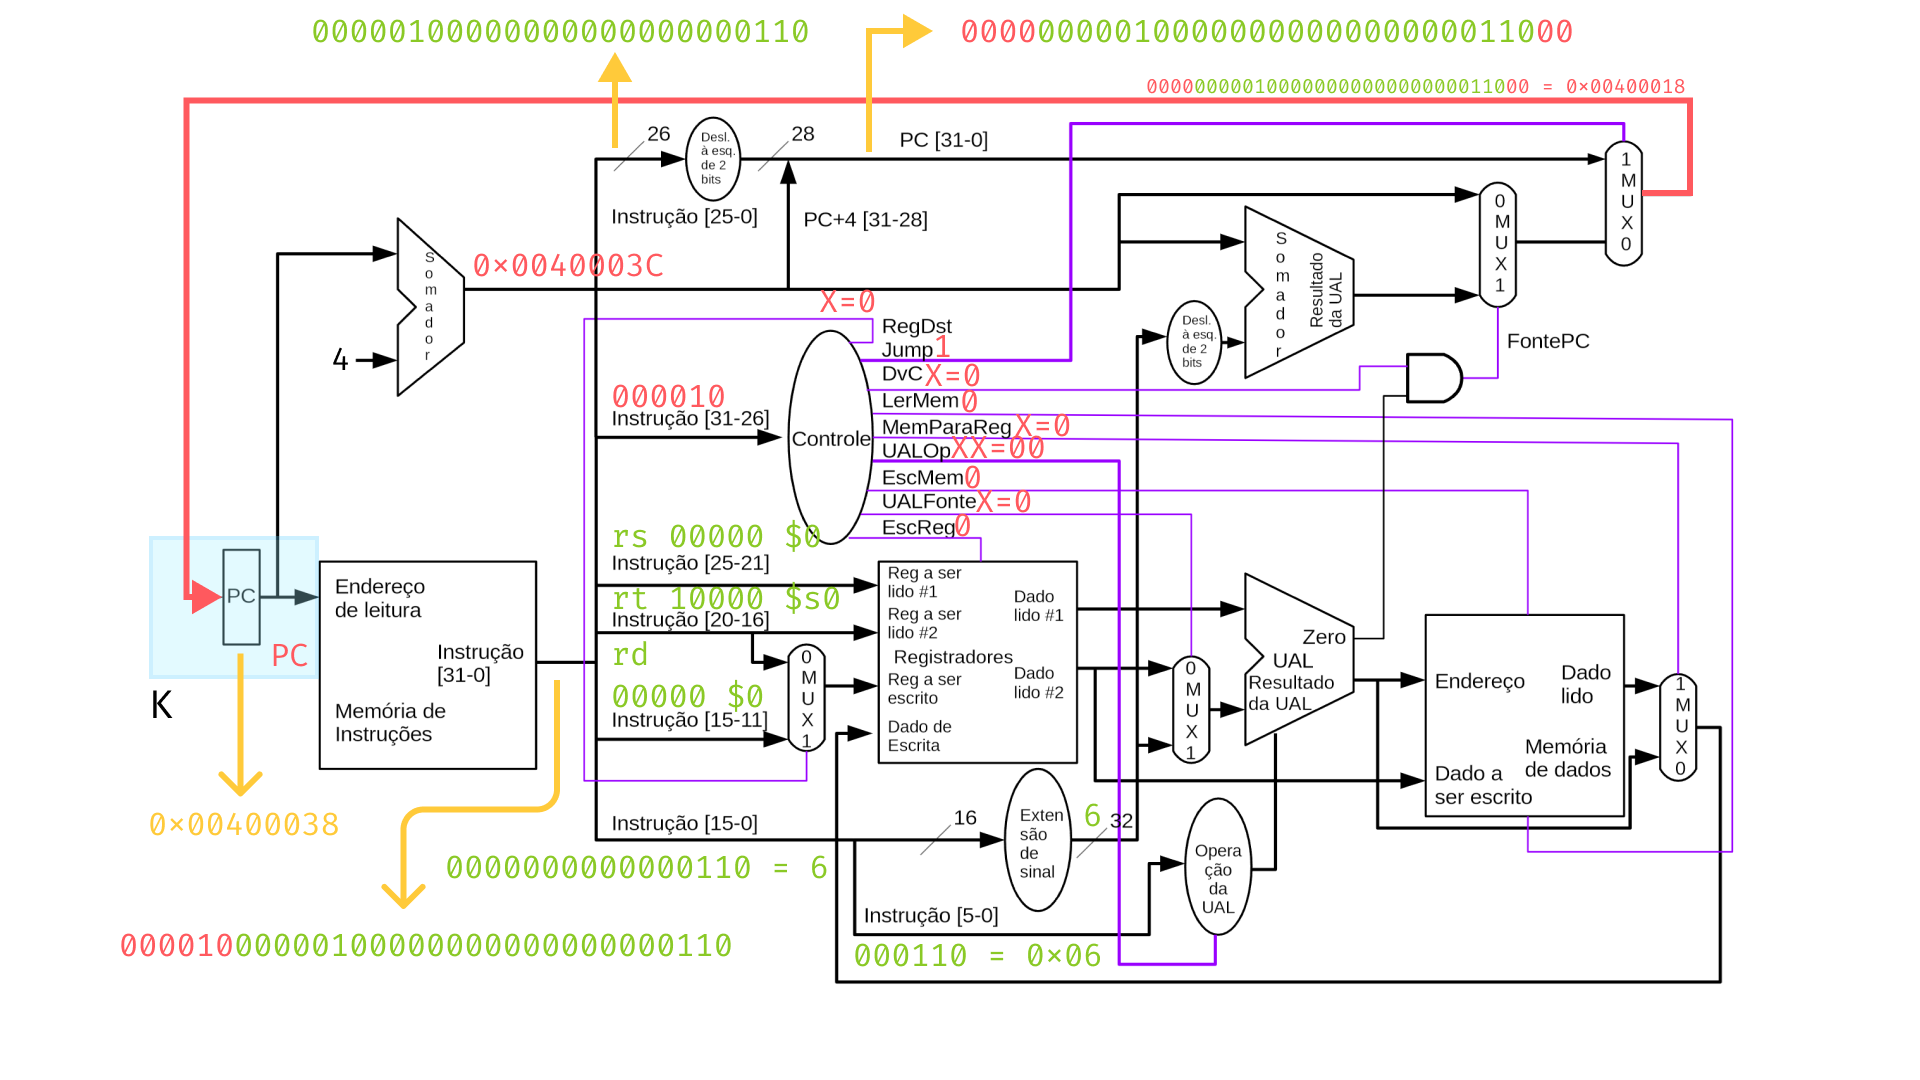 00000100000000000000000110
00000000010000000000000000011000
00000000010000000000000000011000 = 0×00400018
26
Desl.
à esq.
de 2
bits
28
PC [31-0]
1
M
U
X
0
Instrução [25-0]
PC+4 [31-28]
0
M
U
X
1
S
o
m
a
d
o
r
0×0040003C
S
o
m
a
d
o
r
Resultado
da UAL
X=0
4
RegDst
Jump 1
DvC X=0
LerMem 0
MemParaReg X=0
UALOp XX=00
EscMem 0
UALFonte X=0
EscReg 0
Desl.
à esq.
de 2
bits
FontePC
000010
Instrução [31-26]
Controle
rs 00000 $0
Instrução [25-21]
rt 10000 $s0
Instrução [20-16]
rd
00000 $0
Instrução [15-11]
0
M
U
X
1
PC
PC
K
Endereço
de leitura
Instrução
[31-0]
Memória de
Instruções
Reg a ser
lido #1
Reg a ser
lido #2
Registradores
Reg a ser
escrito
Dado de
Escrita
Dado
lido #1
Dado
lido #2
0
M
U
X
1
Zero
UAL
Resultado
da UAL
Endereço
Dado
lido
Memória
de dados
Dado a
ser escrito
1
M
U
X
0
0×00400038
Instrução [15-0]
16
Exten
são
de
sinal
6
32
Opera
ção
da
UAL
0000000000000110 = 6
Instrução [5-0]
00001000000100000000000000000110
000110 = 0×06